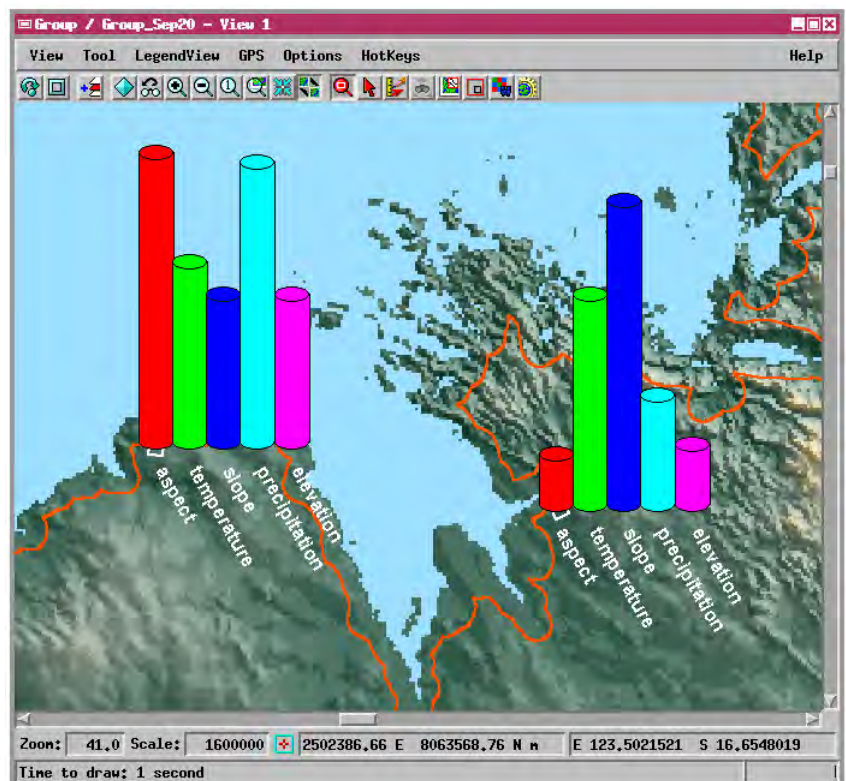 Group / Group_Sep20 - View 1
View Tool LegendView GPS Options HotKeys Help
aspect
temperature
slope
precipitation
elevation
aspect
temperature
slope
precipitation
elevation
Zoom: 41.0 Scale: 1600000 2502386.66 E 8063568.76 N m E 123.5021521 S 16.6548019
Time to draw: 1 second